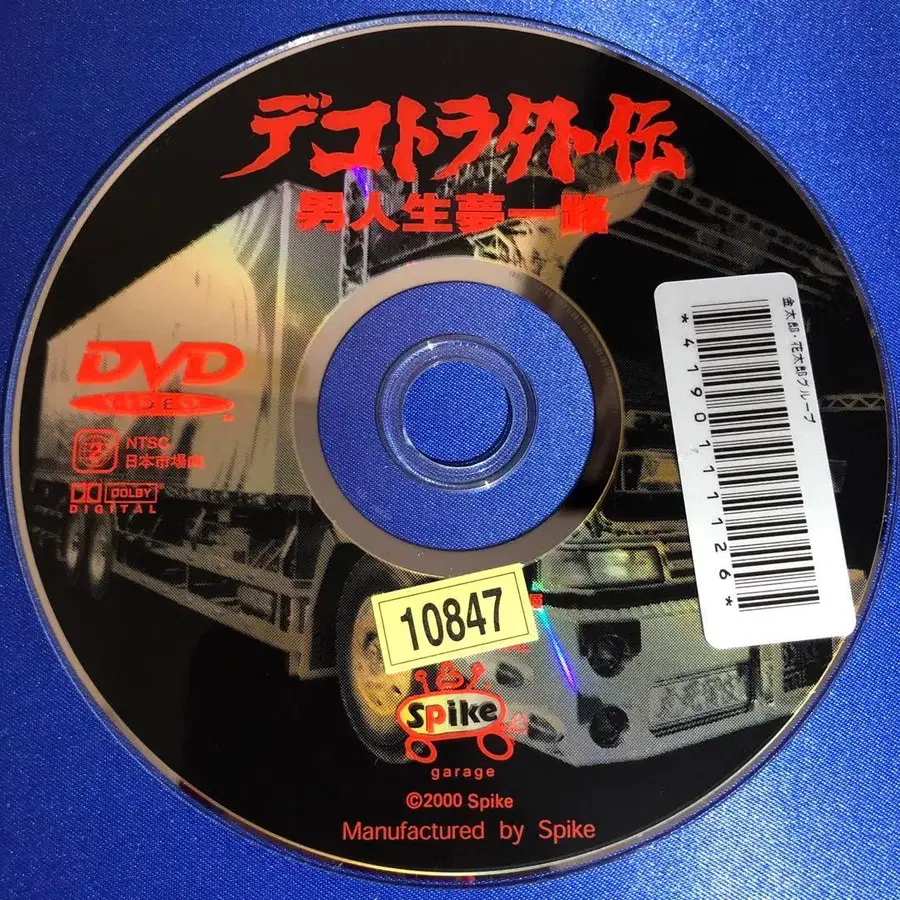 デコトラ外伝
男人生夢一路
DVD
VIDEO
2
NTSC
日本市場向
DOLBY
DIGITAL
金太郎・花太郎グループ
*419011126*
10847
Spike
garage
©2000 Spike
Manufactured by Spike